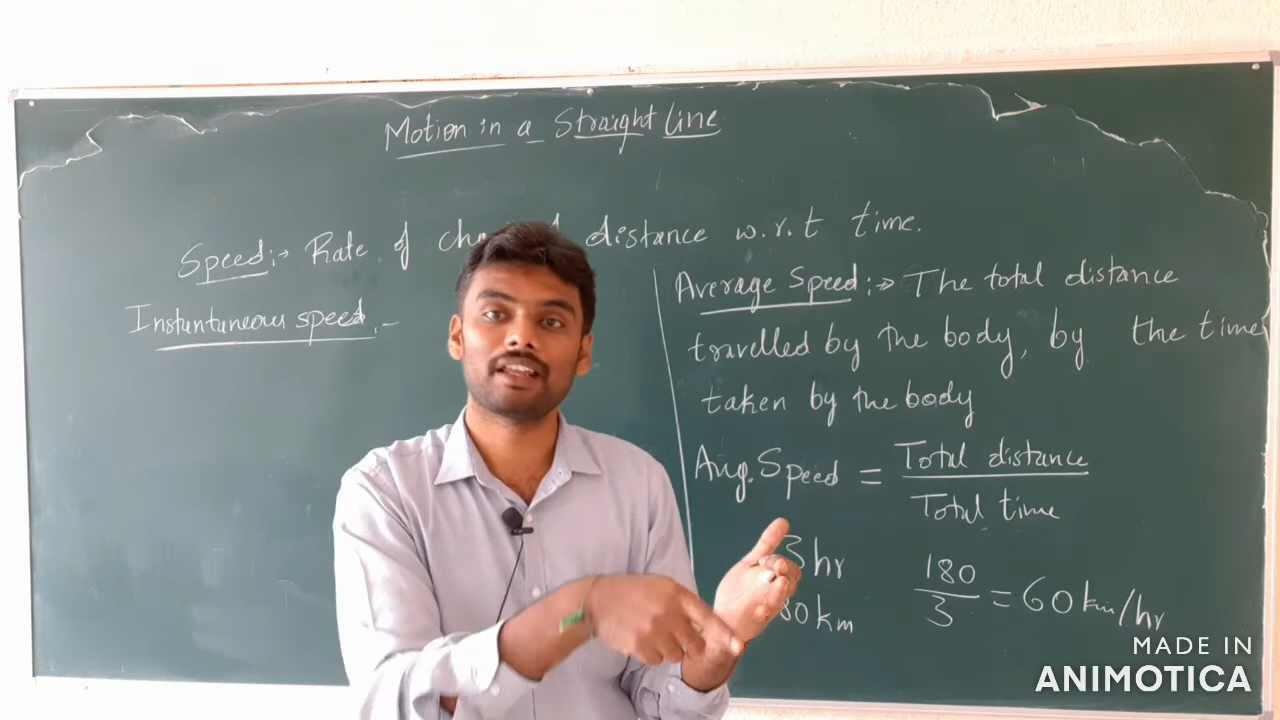 Motion in a Straight Line
Speed :→ Rate of distance w.r.t time.
Instantaneous speed :-
Average Speed :→ The total distance
travelled by the body, by the time
taken by the body
Avg. Speed = Total distance
Total time
3 hr
80 km
180
3
= 60 km/hr
MADE IN
ANIMOTICA